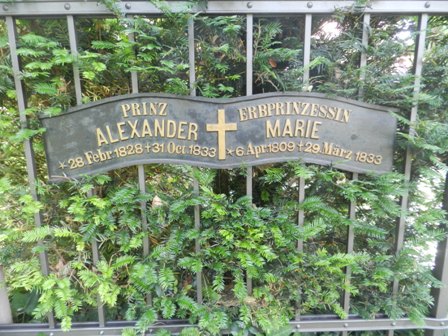 PRINZ
ALEXANDER
*28 Febr 1828 †31 Oct 1833
ERBPRINZESSIN
MARIE
*6 Apr 1809 †29 März 1833